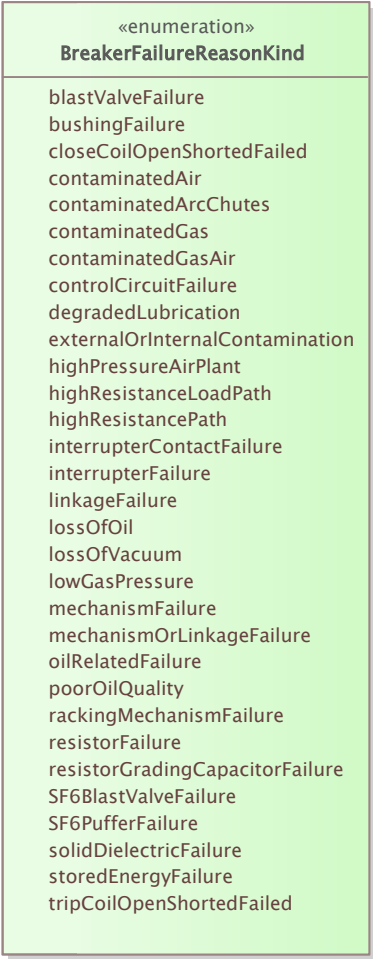 «enumeration»
BreakerFailureReasonKind
blastValveFailure
bushingFailure
closeCoilOpenShortedFailed
contaminatedAir
contaminatedArcChutes
contaminatedGas
contaminatedGasAir
controlCircuitFailure
degradedLubrication
externalOrInternalContamination
highPressureAirPlant
highResistanceLoadPath
highResistancePath
interrupterContactFailure
interrupterFailure
linkageFailure
lossOfOil
lossOfVacuum
lowGasPressure
mechanismFailure
mechanismOrLinkageFailure
oilRelatedFailure
poorOilQuality
rackingMechanismFailure
resistorFailure
resistorGradingCapacitorFailure
SF6BlastValveFailure
SF6PufferFailure
solidDielectricFailure
storedEnergyFailure
tripCoilOpenShortedFailed